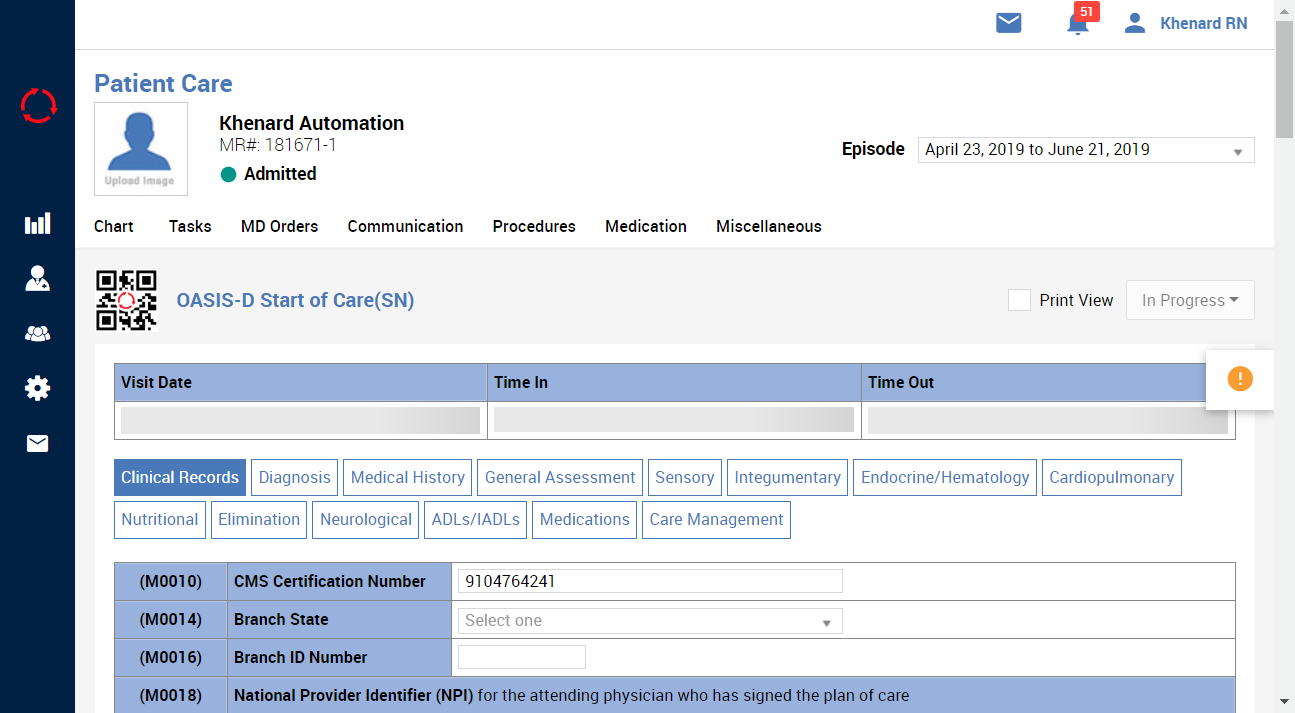 51
Khenard RN
Patient Care
Upload Image
Khenard Automation
MR#: 181671-1
Admitted
Episode
April 23, 2019 to June 21, 2019
Chart Tasks MD Orders Communication Procedures Medication Miscellaneous
OASIS-D Start of Care(SN)
Print View
In Progress
Visit Date Time In Time Out
Clinical Records Diagnosis Medical History General Assessment Sensory Integumentary Endocrine/Hematology Cardiopulmonary
Nutritional Elimination Neurological ADLs/IADLs Medications Care Management
(M0010) CMS Certification Number 9104764241
(M0014) Branch State Select one
(M0016) Branch ID Number
(M0018) National Provider Identifier (NPI) for the attending physician who has signed the plan of care